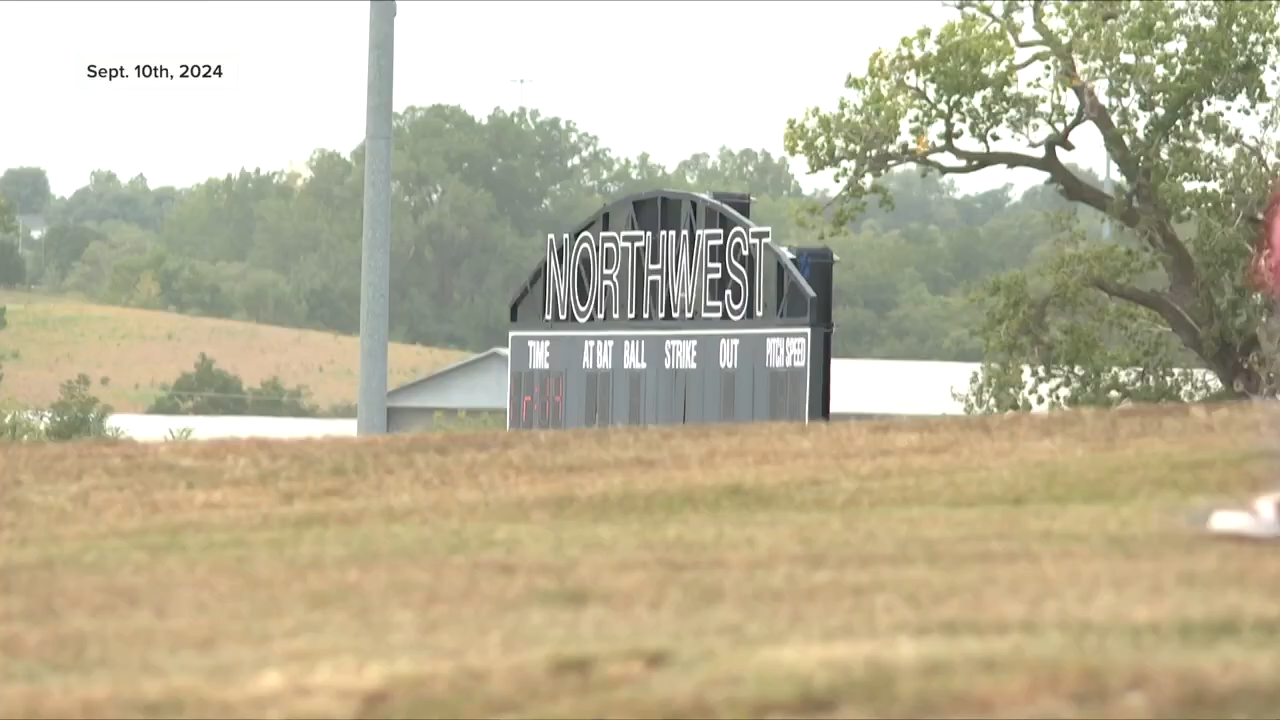 Sept. 10th, 2024
NORTHWEST
TIME AT BAT BALL STRIKE OUT PITCH SPEED